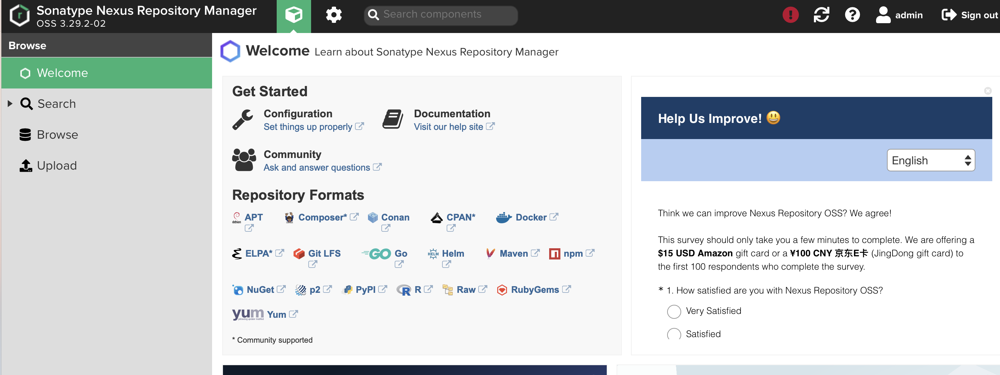 Sonatype Nexus Repository Manager
OSS 3.29.2-02
Search components
admin
Sign out
Browse
Welcome
Search
Browse
Upload
Welcome Learn about Sonatype Nexus Repository Manager
Get Started
Configuration
Set things up properly
Documentation
Visit our help site
Community
Ask and answer questions
Repository Formats
debian APT Composer* Conan CPAN* Docker
ELPA* Git LFS GO Go HELM Helm Maven npm
NuGet p2 PyPI R R Raw RubyGems
yum Yum
yellowdog updater modified
* Community supported
Help Us Improve! 😃
English
Think we can improve Nexus Repository OSS? We agree!
This survey should only take you a few minutes to complete. We are offering a
$15 USD Amazon gift card or a ¥100 CNY 京东E卡 (JingDong gift card) to
the first 100 respondents who complete the survey.
* 1. How satisfied are you with Nexus Repository OSS?
Very Satisfied
Satisfied